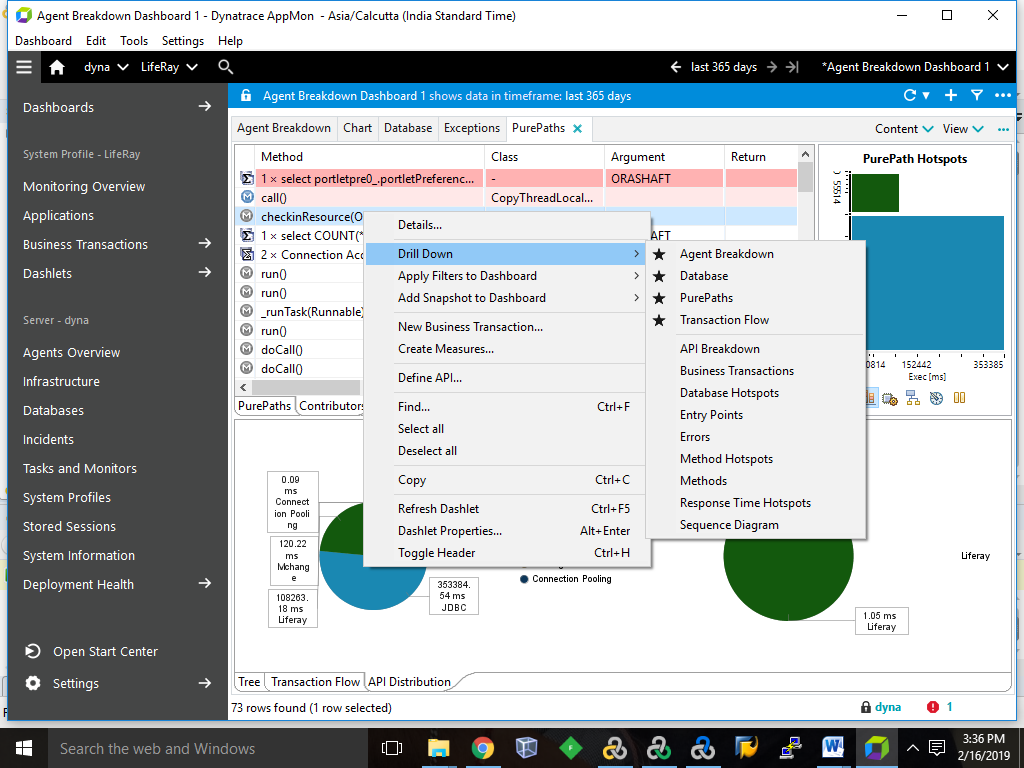 Agent Breakdown Dashboard 1 - Dynatrace AppMon - Asia/Calcutta (India Standard Time)
Dashboard Edit Tools Settings Help
dyna LifeRay last 365 days *Agent Breakdown Dashboard 1
Agent Breakdown Dashboard 1 shows data in timeframe: last 365 days
Dashboards
System Profile - LifeRay
Monitoring Overview
Applications
Business Transactions
Dashlets
Server - dyna
Agents Overview
Infrastructure
Databases
Incidents
Tasks and Monitors
System Profiles
Stored Sessions
System Information
Deployment Health
Open Start Center
Settings
Agent Breakdown Chart Database Exceptions PurePaths Content View
Method Class Argument Return
1 × select portletpre0_.portletPreferenc... - ORASHAFT
call() CopyThreadLocal...
checkinResource(O
1 × select COUNT(* AFT
2 × Connection Acc
run()
run()
_runTask(Runnable)
run()
doCall()
doCall()
PurePaths Contributors
Details...
Drill Down
Apply Filters to Dashboard
Add Snapshot to Dashboard
New Business Transaction...
Create Measures...
Define API...
Find... Ctrl+F
Select all
Deselect all
Copy Ctrl+C
Refresh Dashlet Ctrl+F5
Dashlet Properties... Alt+Enter
Toggle Header Ctrl+H
Agent Breakdown
Database
PurePaths
Transaction Flow
API Breakdown
Business Transactions
Database Hotspots
Entry Points
Errors
Method Hotspots
Methods
Response Time Hotspots
Sequence Diagram
PurePath Hotspots
55514
0814 152442 353385
Exec [ms]
0.09
ms
Connect
ion Pooli
ng
120.22
ms
Mchang
e
108263.
18 ms
Liferay
353384.
54 ms
JDBC
Connection Pooling
1.05 ms
Liferay
Liferay
Tree Transaction Flow API Distribution
73 rows found (1 row selected) dyna 1
Search the web and Windows
3:36 PM
2/16/2019